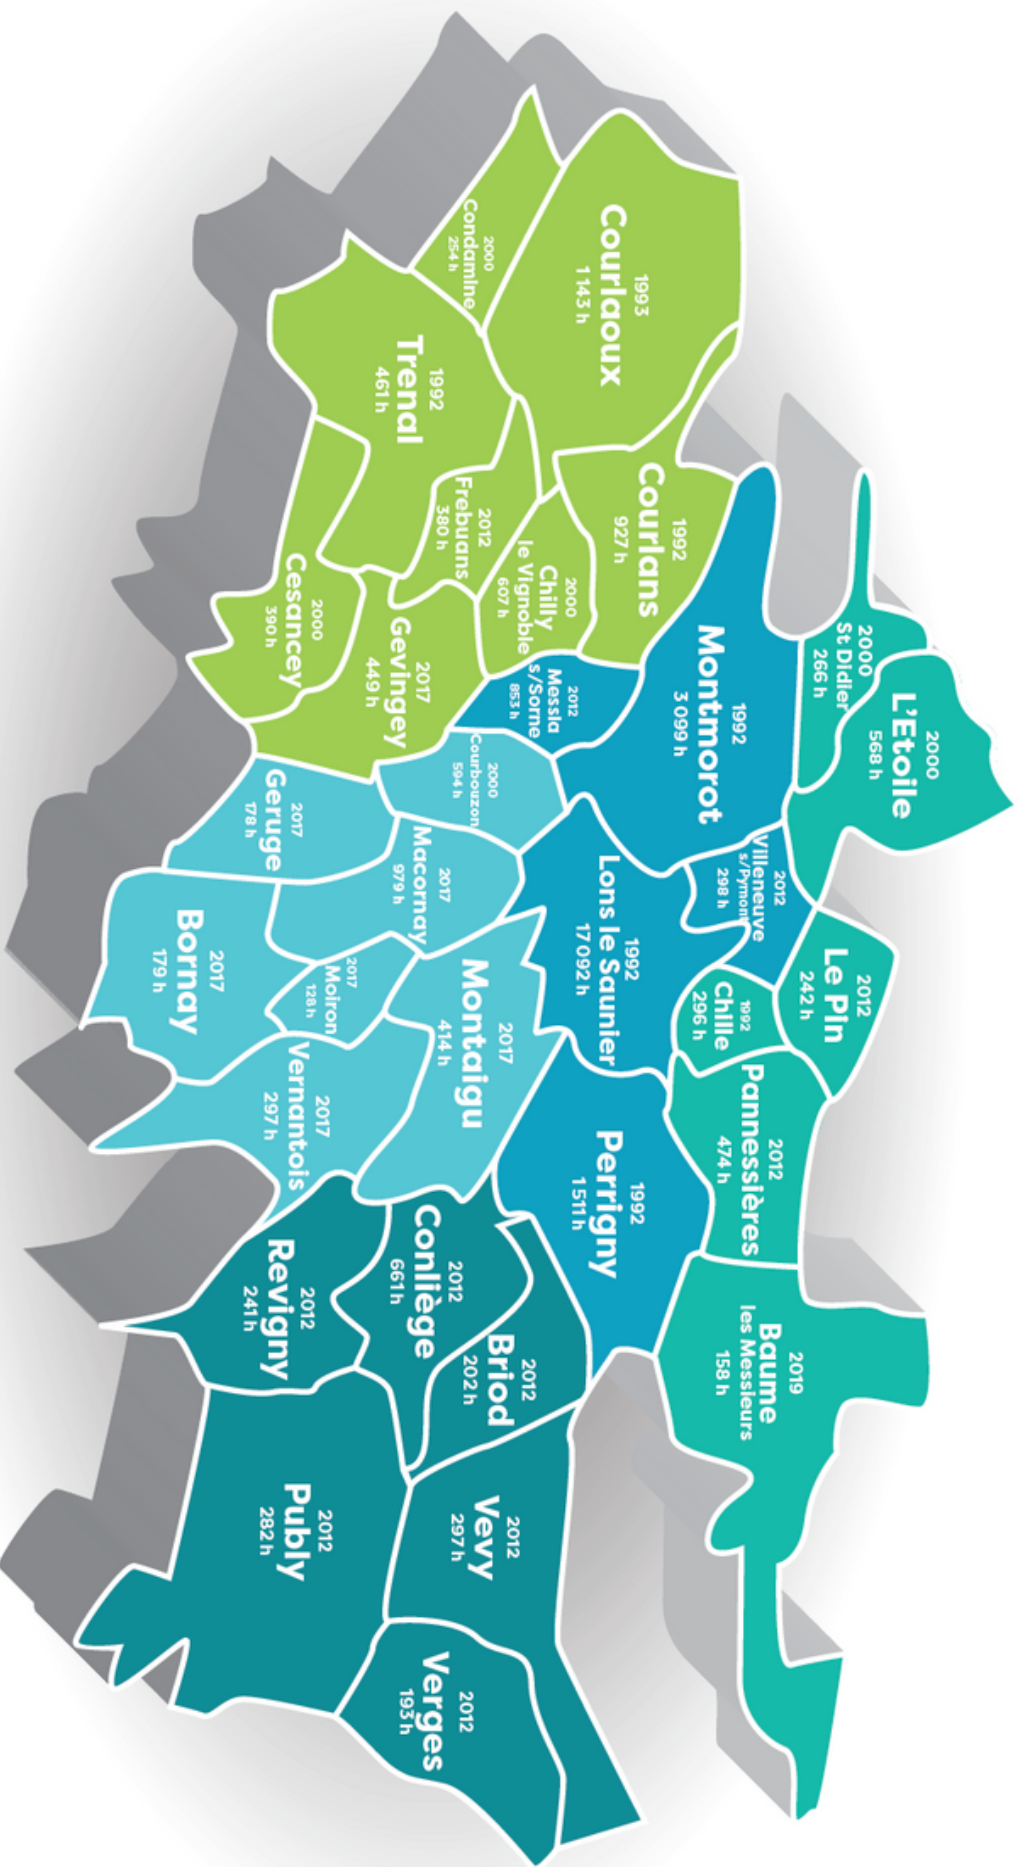 2000
L'Etoile
568 h
2000
St Didier
266 h
2012
Le Pin
242 h
2019
Baume
les Messieurs
158 h
2012
Pannessières
474 h
1992
Chille
296 h
2012
Villeneuve
s/Pymont
298 h
1992
Montmorot
3 099 h
1992
Courlans
927 h
1993
Courlaoux
1 143 h
1992
Lons le Saunier
17 092 h
1992
Perrigny
1 511 h
2012
Messia
s/Sorne
853 h
2000
Chilly
le Vignoble
607 h
2000
Condamine
254 h
2012
Frebuans
380 h
1992
Trenal
461 h
2000
Courbouzon
594 h
2017
Montaigu
414 h
2012
Briod
202 h
2012
Vevy
297 h
2012
Verges
193 h
2012
Conliège
661 h
2017
Macornay
979 h
2017
Gevingey
449 h
2000
Cesancey
390 h
2017
Geruge
178 h
2017
Moiron
128 h
2017
Vernantois
297 h
2012
Revigny
241 h
2012
Publy
282 h
2017
Bornay
179 h